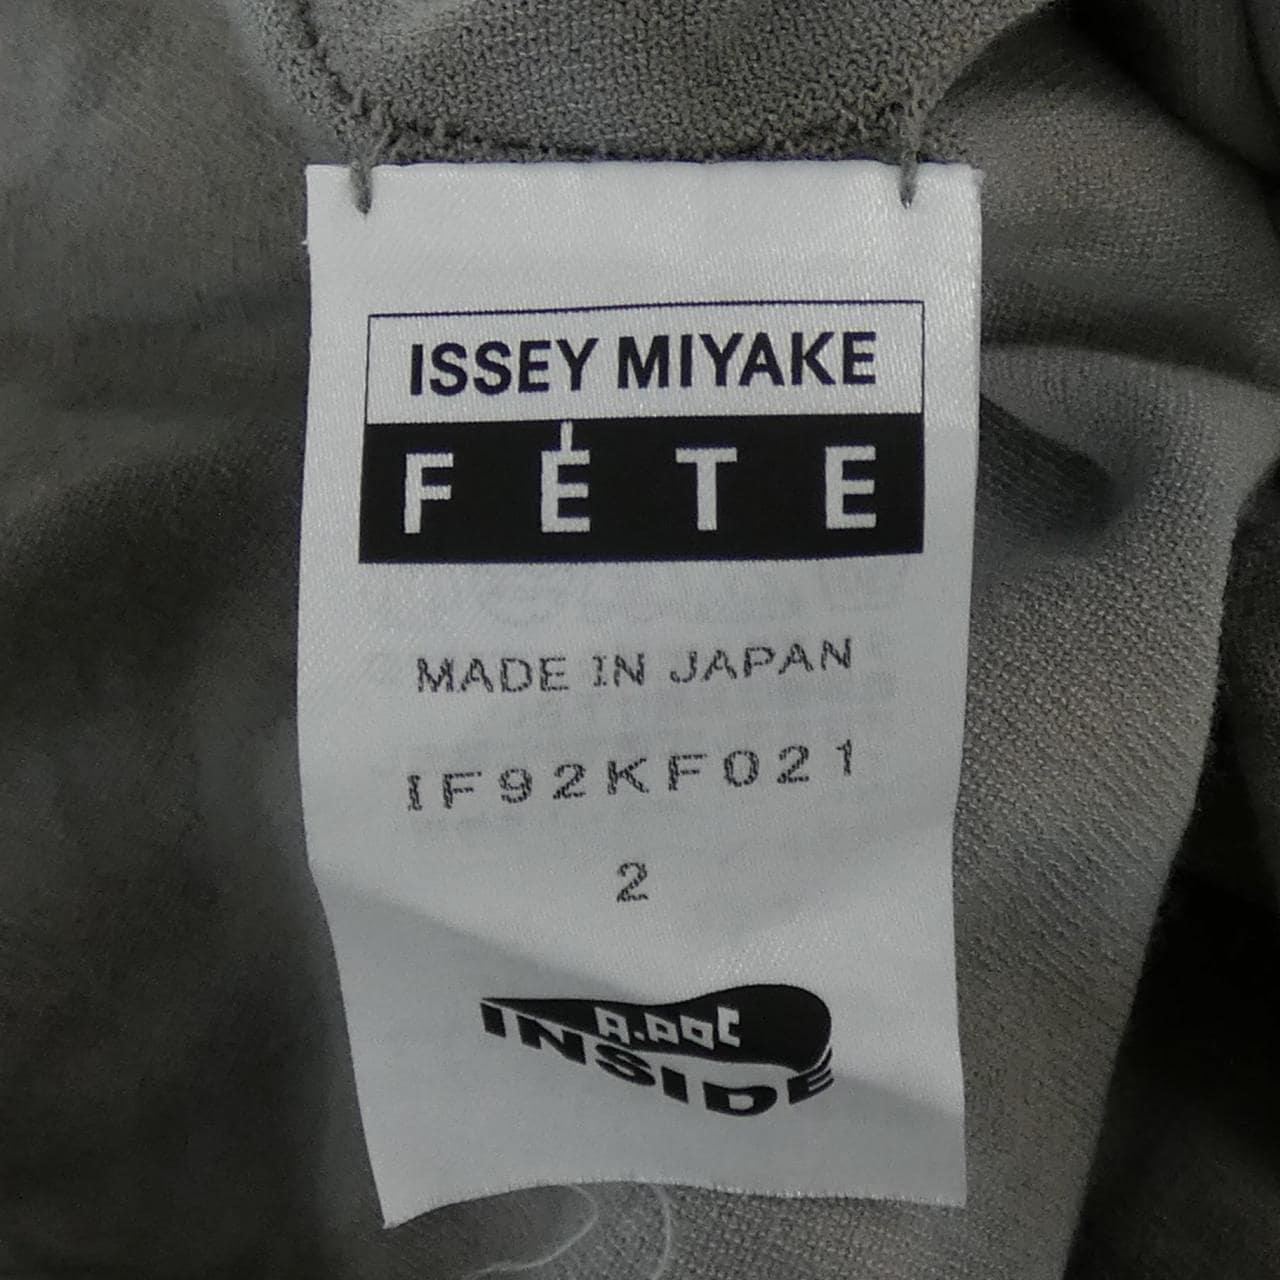 ISSEY MIYAKE
FÊTE
MADE IN JAPAN
IF92KF021
2
A-POC
INSIDE